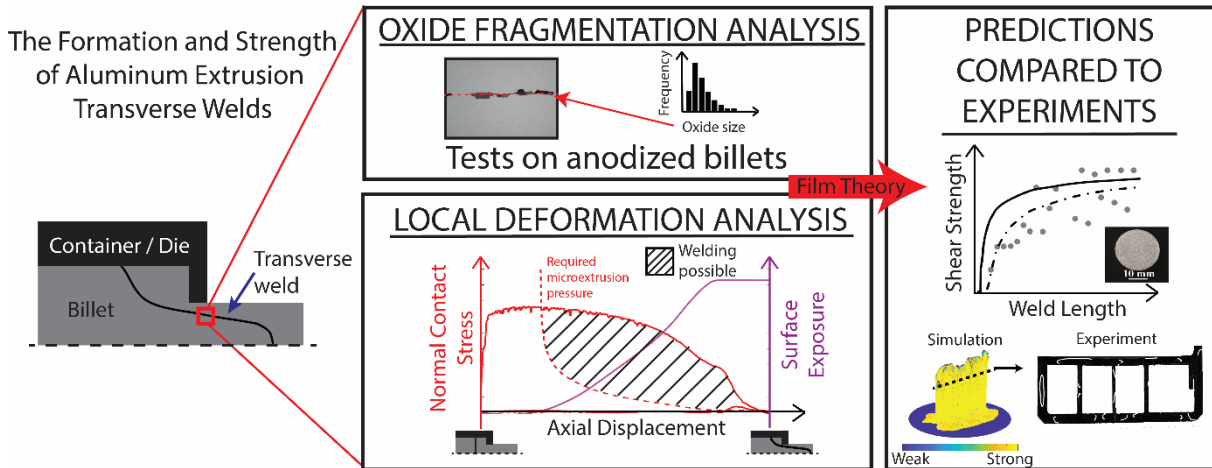 The Formation and Strength
of Aluminum Extrusion
Transverse Welds
Container / Die
Billet
Transverse
weld
OXIDE FRAGMENTATION ANALYSIS
Frequency
Oxide size
Tests on anodized billets
Film Theory
LOCAL DEFORMATION ANALYSIS
Normal Contact
Stress
Required
microextrusion
pressure
Welding
possible
Surface
Exposure
Axial Displacement
PREDICTIONS
COMPARED TO
EXPERIMENTS
Shear Strength
10 mm
Weld Length
Simulation
Experiment
Weak
Strong